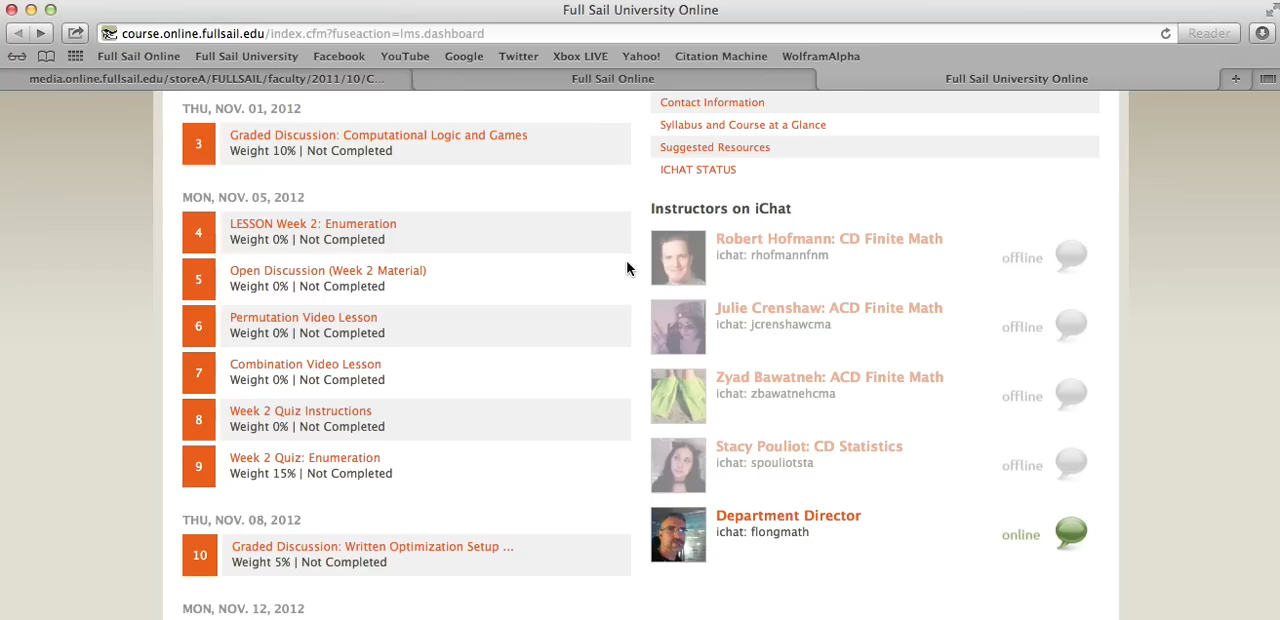 Full Sail University Online
course.online.fullsail.edu/index.cfm?fuseaction=lms.dashboard
Reader
Full Sail Online Full Sail University Facebook YouTube Google Twitter Xbox LIVE Yahoo! Citation Machine WolframAlpha
media.online.fullsail.edu/storeA/FULLSAIL/faculty/2011/10/C... Full Sail Online Full Sail University Online
THU, NOV. 01, 2012
3 Graded Discussion: Computational Logic and Games
Weight 10% | Not Completed
MON, NOV. 05, 2012
4 LESSON Week 2: Enumeration
Weight 0% | Not Completed
5 Open Discussion (Week 2 Material)
Weight 0% | Not Completed
6 Permutation Video Lesson
Weight 0% | Not Completed
7 Combination Video Lesson
Weight 0% | Not Completed
8 Week 2 Quiz Instructions
Weight 0% | Not Completed
9 Week 2 Quiz: Enumeration
Weight 15% | Not Completed
THU, NOV. 08, 2012
10 Graded Discussion: Written Optimization Setup ...
Weight 5% | Not Completed
MON, NOV. 12, 2012
Contact Information
Syllabus and Course at a Glance
Suggested Resources
ICHAT STATUS
Instructors on iChat
Robert Hofmann: CD Finite Math
ichat: rhofmannfnm
offline
Julie Crenshaw: ACD Finite Math
ichat: jcrenshawcma
offline
Zyad Bawatneh: ACD Finite Math
ichat: zbawatnehcma
offline
Stacy Pouliot: CD Statistics
ichat: spouliotsta
offline
Department Director
ichat: flongmath
online